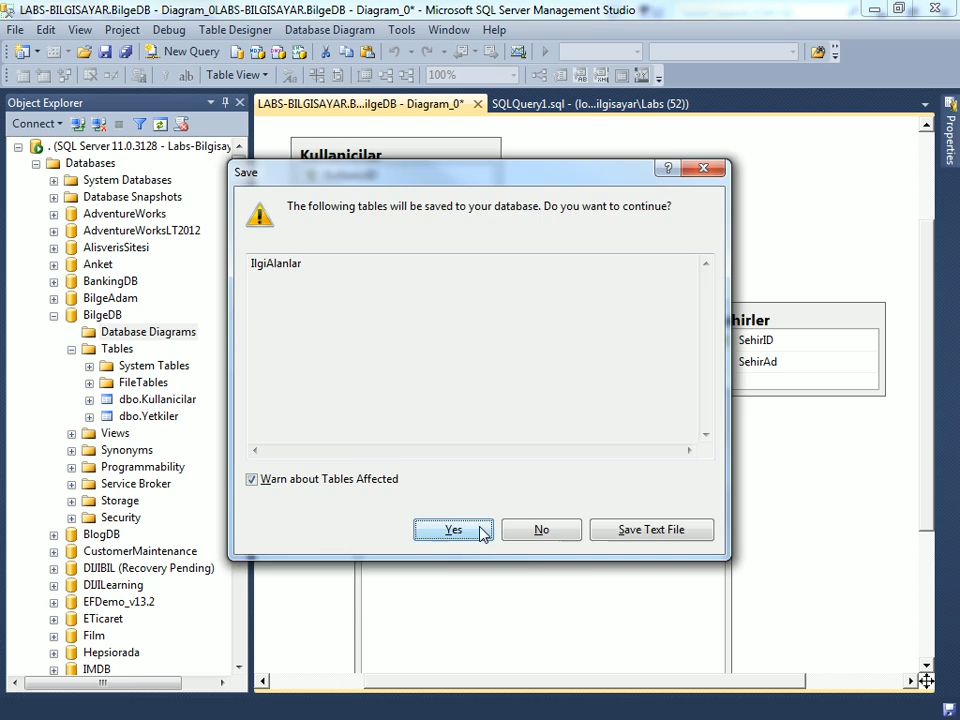 LABS-BILGISAYAR.BilgeDB - Diagram_0LABS-BILGISAYAR.BilgeDB - Diagram_0* - Microsoft SQL Server Management Studio
File Edit View Project Debug Table Designer Database Diagram Tools Window Help
New Query
Table View 100%
Object Explorer
LABS-BILGISAYAR.B...ilgeDB - Diagram_0*
SQLQuery1.sql - (lo...ilgisayar\Labs (52))
Properties
Connect
. (SQL Server 11.0.3128 - Labs-Bilgisay
Databases
System Databases
Database Snapshots
AdventureWorks
AdventureWorksLT2012
AlisverisSitesi
Anket
BankingDB
BilgeAdam
BilgeDB
Database Diagrams
Tables
System Tables
FileTables
dbo.Kullanicilar
dbo.Yetkiler
Views
Synonyms
Programmability
Service Broker
Storage
Security
BlogDB
CustomerMaintenance
DIJIBIL (Recovery Pending)
DIJILearning
EFDemo_v13.2
ETicaret
Film
Hepsiorada
IMDB
Kullanicilar
Save
The following tables will be saved to your database. Do you want to continue?
IlgiAlanlar
Warn about Tables Affected
Yes No Save Text File
hirler
SehirID
SehirAd